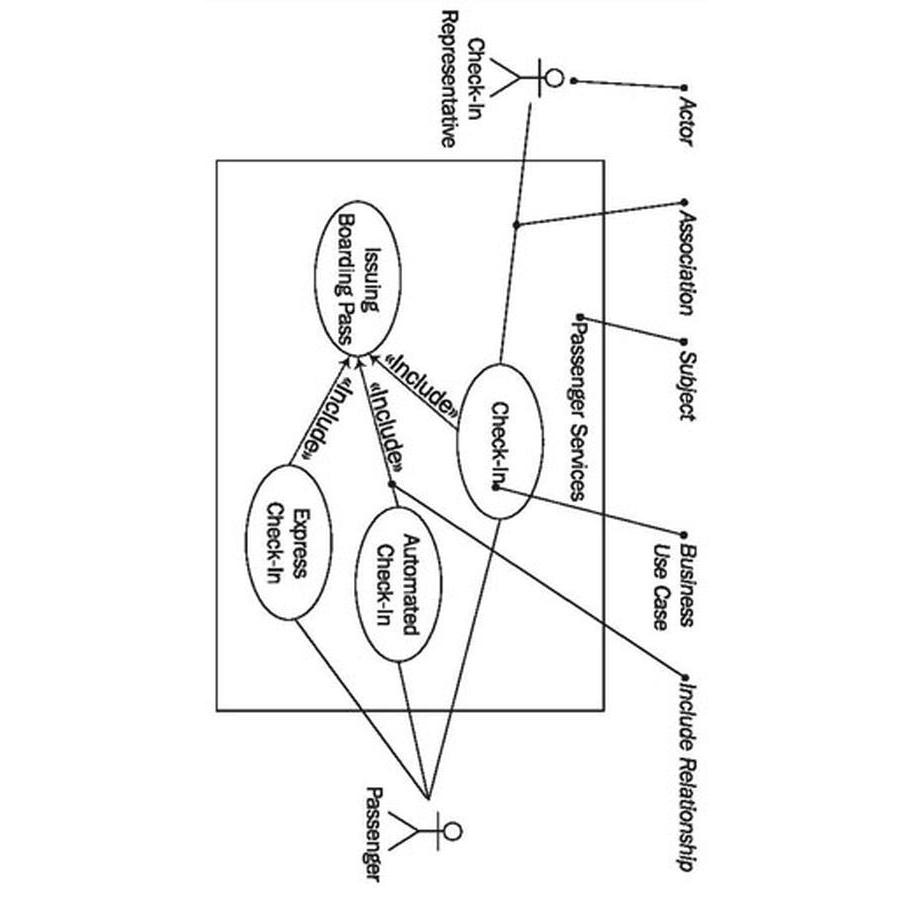 Actor
Association
Subject
Business
Use Case
Include Relationship
Passenger Services
Check-In
Representative
Check-In
«Include»
«Include»
«Include»
Issuing
Boarding Pass
Automated
Check-In
Express
Check-In
Passenger